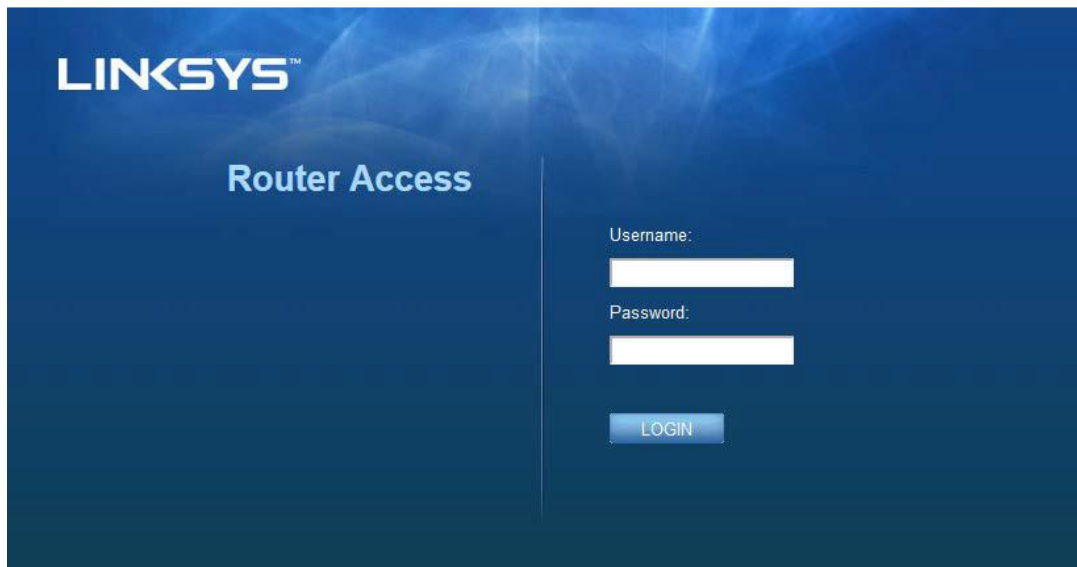 LINKSYS™
Router Access
Username:
Password:
LOGIN